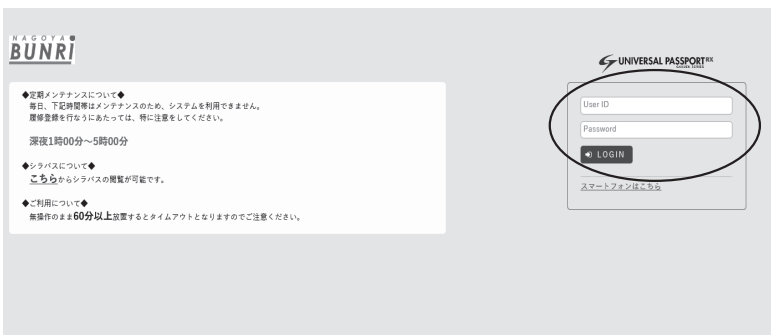 NAGOYA
BUNRI
◆定期メンテナンスについて◆
毎日、下記時間帯はメンテナンスのため、システムを利用できません。
履修登録を行なうにあたっては、特に注意をしてください。
深夜1時00分～5時00分
◆シラバスについて◆
こちらからシラバスの閲覧が可能です。
◆ご利用について◆
無操作のまま60分以上放置するとタイムアウトとなりますのでご注意ください。
UNIVERSAL PASSPORT RX
User ID
Password
LOGIN
スマートフォンはこちら